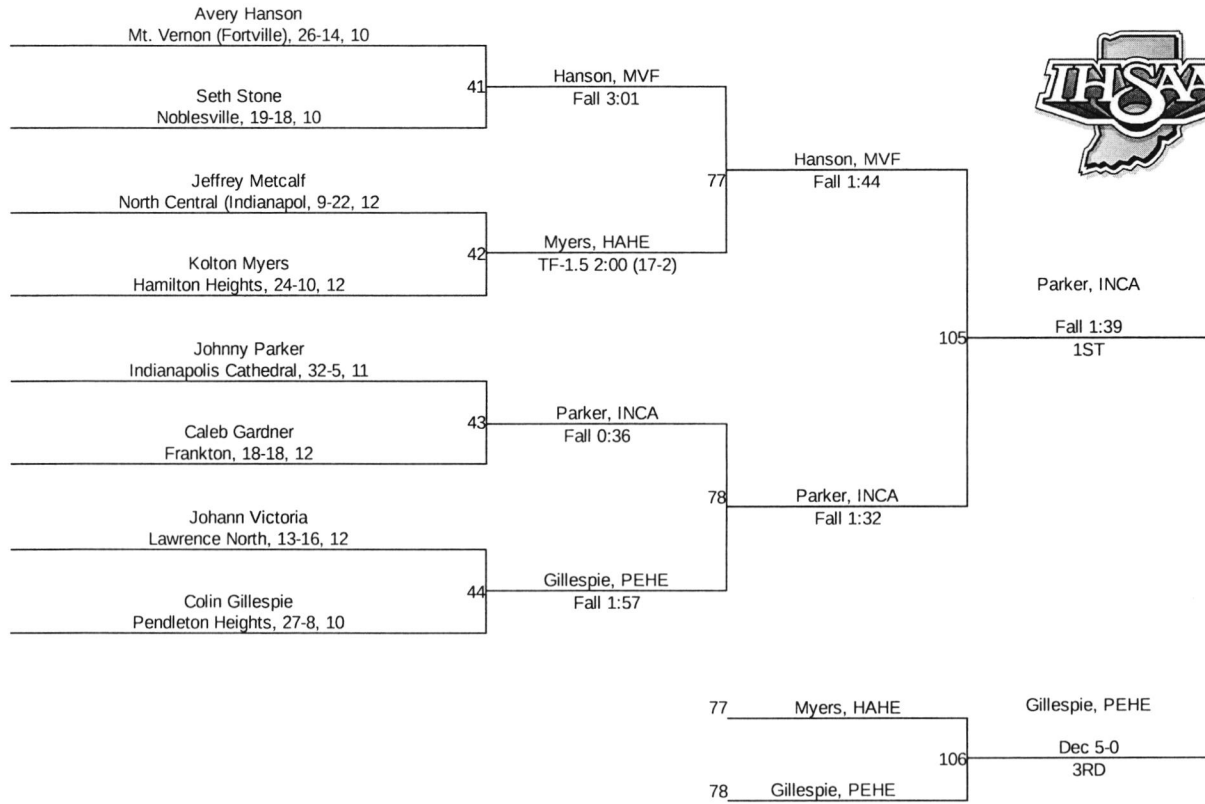 Avery Hanson
Mt. Vernon (Fortville), 26-14, 10
41
Hanson, MVF
Fall 3:01
Seth Stone
Noblesville, 19-18, 10
77
Hanson, MVF
Fall 1:44
IHSAA
Jeffrey Metcalf
North Central (Indianapol, 9-22, 12
42
Myers, HAHE
TF-1.5 2:00 (17-2)
Kolton Myers
Hamilton Heights, 24-10, 12
105
Parker, INCA
Fall 1:39
1ST
Johnny Parker
Indianapolis Cathedral, 32-5, 11
43
Parker, INCA
Fall 0:36
Caleb Gardner
Frankton, 18-18, 12
78
Parker, INCA
Fall 1:32
Johann Victoria
Lawrence North, 13-16, 12
44
Gillespie, PEHE
Fall 1:57
Colin Gillespie
Pendleton Heights, 27-8, 10
77
Myers, HAHE
106
Gillespie, PEHE
Dec 5-0
3RD
78
Gillespie, PEHE